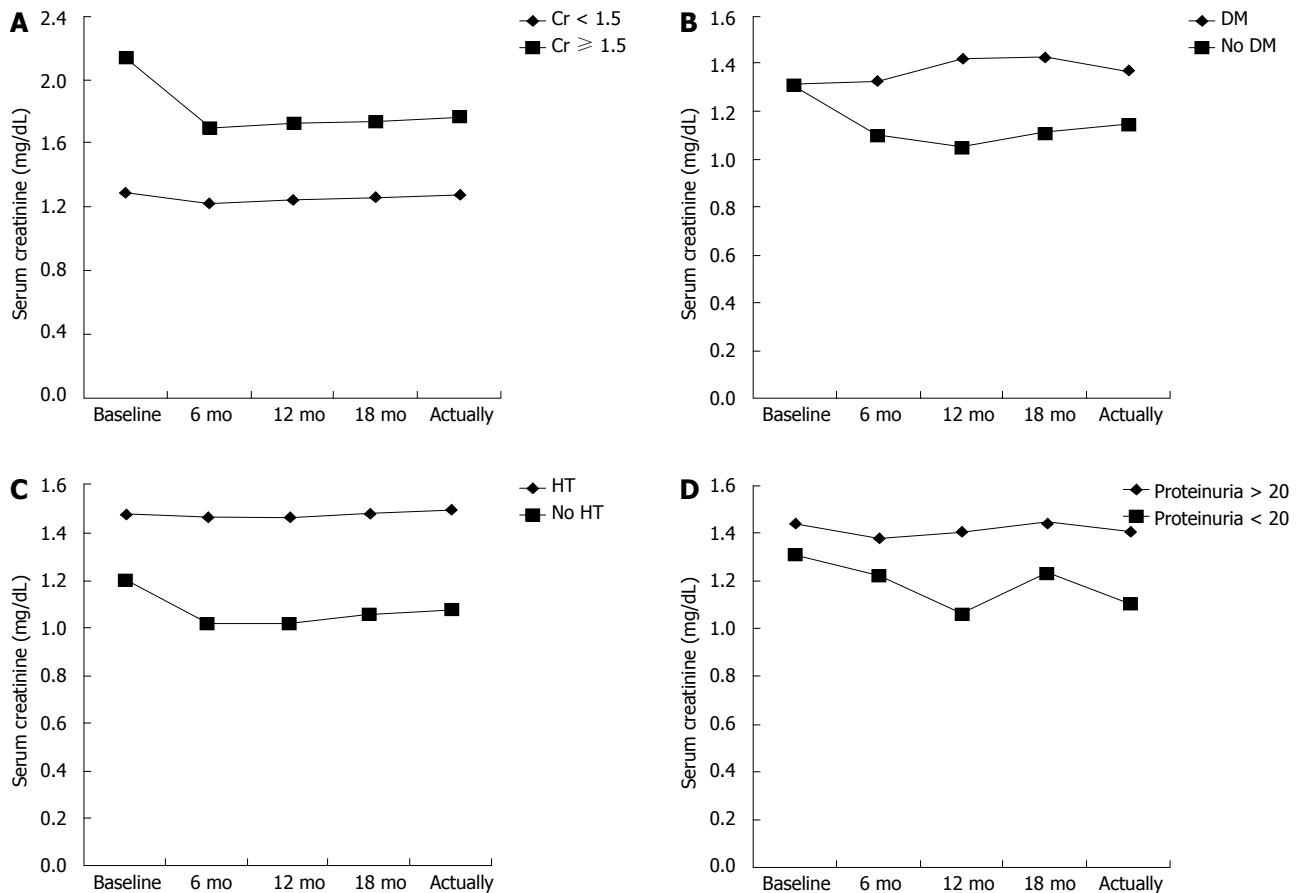 A
Cr < 1.5
Cr ≥ 1.5
Serum creatinine (mg/dL)
2.4
2.0
1.6
1.2
0.8
0.4
0.0
Baseline 6 mo 12 mo 18 mo Actually
B
DM
No DM
Serum creatinine (mg/dL)
1.6
1.4
1.2
1.0
0.8
0.6
0.4
0.2
0.0
Baseline 6 mo 12 mo 18 mo Actually
C
HT
No HT
Serum creatinine (mg/dL)
1.6
1.4
1.2
1.0
0.8
0.6
0.4
0.2
0.0
Baseline 6 mo 12 mo 18 mo Actually
D
Proteinuria > 20
Proteinuria < 20
Serum creatinine (mg/dL)
1.6
1.4
1.2
1.0
0.8
0.6
0.4
0.2
0.0
Baseline 6 mo 12 mo 18 mo Actually